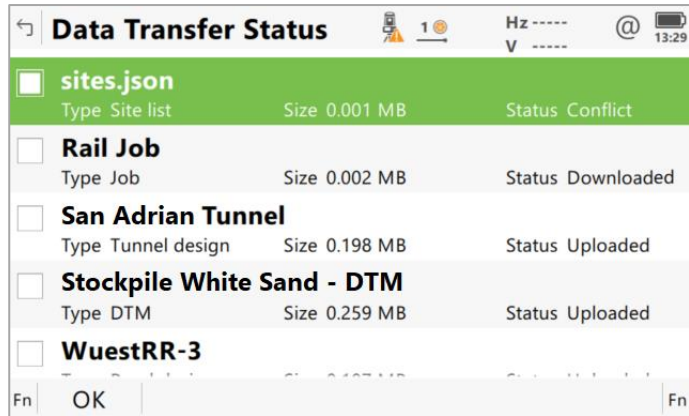 Data Transfer Status 1 Hz ----- @
V ----- 13:29
sites.json
Type Site list Size 0.001 MB Status Conflict
Rail Job
Type Job Size 0.002 MB Status Downloaded
San Adrian Tunnel
Type Tunnel design Size 0.198 MB Status Uploaded
Stockpile White Sand - DTM
Type DTM Size 0.259 MB Status Uploaded
WuestRR-3
Fn OK Fn